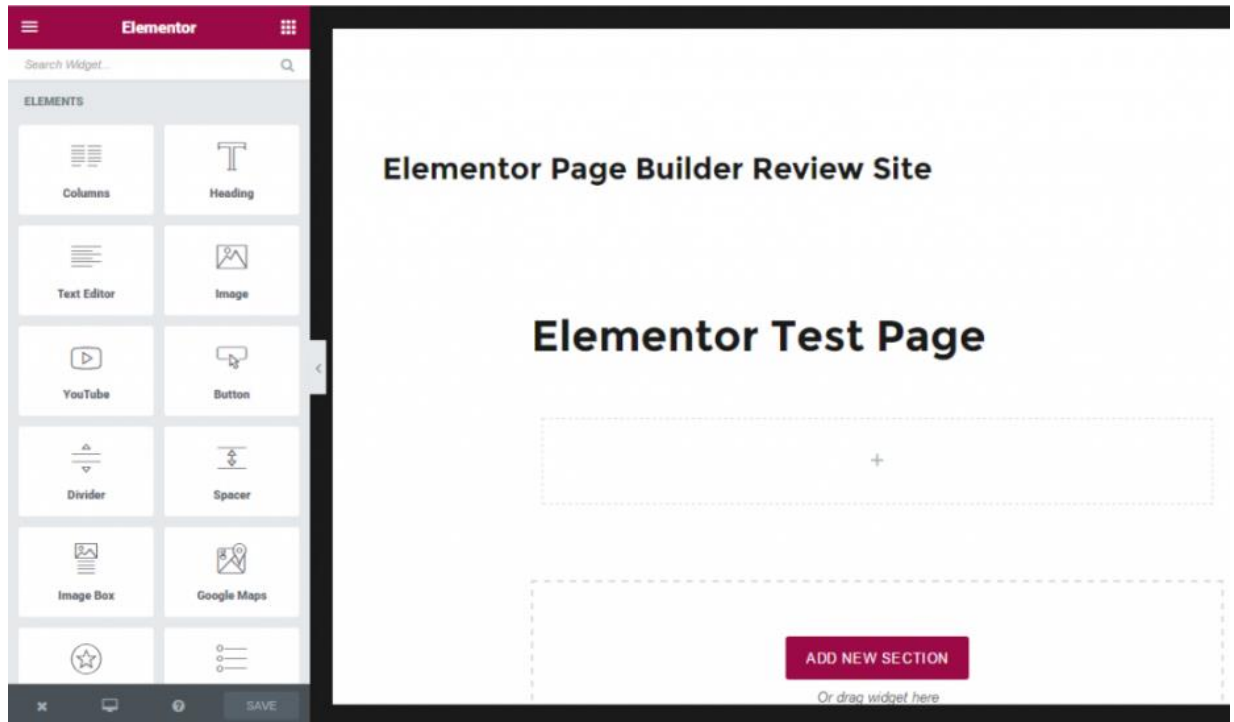 Elementor
Search Widget...
ELEMENTS
Columns
Heading
Text Editor
Image
YouTube
Button
Divider
Spacer
Image Box
Google Maps
SAVE
Elementor Page Builder Review Site
Elementor Test Page
+
ADD NEW SECTION
Or drag widget here